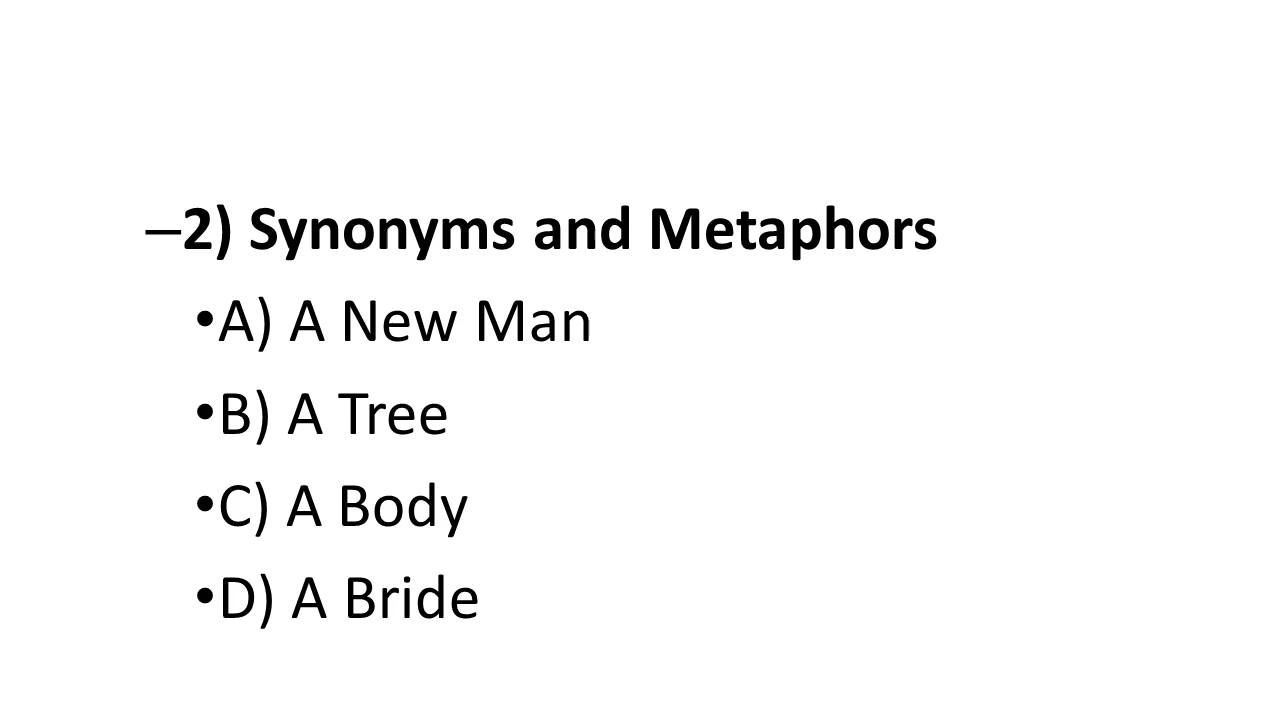 –2) Synonyms and Metaphors
•A) A New Man
•B) A Tree
•C) A Body
•D) A Bride